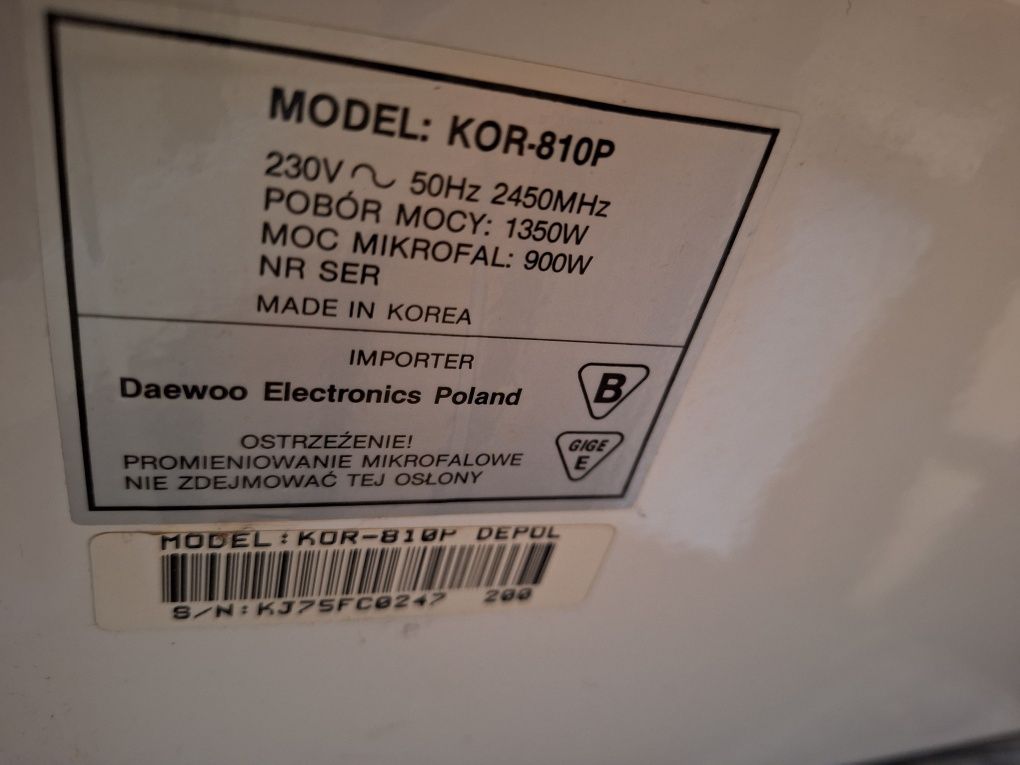 MODEL: KOR-810P
230V ~ 50Hz 2450MHz
POBÓR MOCY: 1350W
MOC MIKROFAL: 900W
NR SER
MADE IN KOREA
IMPORTER
Daewoo Electronics Poland
B
OSTRZEŻENIE!
PROMIENIOWANIE MIKROFALOWE
NIE ZDEJMOWAĆ TEJ OSŁONY
GIGE
E
MODEL:KOR-810P DEPOL
S/N:KJ75FC0247 200